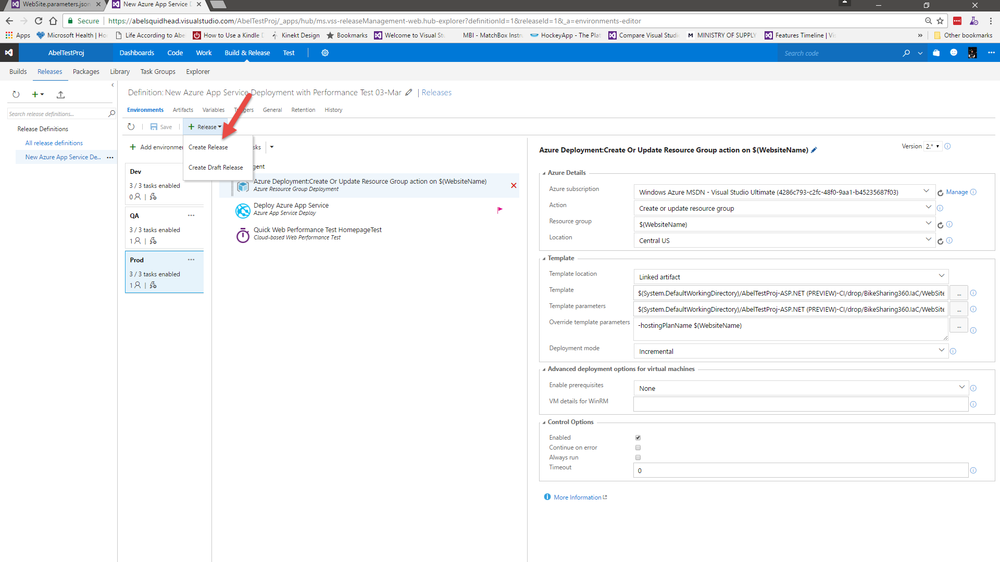 WebSite.parameters.json
New Azure App Service D
Secure
https://abelsquidhead.visualstudio.com/AbelTestProj/_apps/hub/ms.vss-releaseManagement-web.hub-explorer?definitionId=1&releaseId=1&_a=environments-editor
Apps
Microsoft Health | Ho
Life According to Abe
How to Use a Kindle D
Kinekt Design
Bookmarks
Welcome to Visual Stu
MBI - MatchBox Instru
HockeyApp - The Plat
Compare Visual Studio
M MINISTRY OF SUPPLY
Features Timeline | Vis
»
Other bookmarks
AbelTestProj
Dashboards
Code
Work
Build & Release
Test
Search code
Builds
Releases
Packages
Library
Task Groups
Explorer
Search release definitions...
Release Definitions
All release definitions
New Azure App Service De...
Definition: New Azure App Service Deployment with Performance Test 03-Mar | Releases
Environments
Artifacts
Variables
General
Retention
History
Save
+ Release
Create Release
Create Draft Release
+ Add environmen
Dev
3 / 3 tasks enabled
0
QA
3 / 3 tasks enabled
1
Prod
3 / 3 tasks enabled
1
Azure Deployment:Create Or Update Resource Group action on $(WebsiteName)
Azure Resource Group Deployment
Deploy Azure App Service
Azure App Service Deploy
Quick Web Performance Test HomepageTest
Cloud-based Web Performance Test
Azure Deployment:Create Or Update Resource Group action on $(WebsiteName)
Version 2.*
Azure Details
Azure subscription
Windows Azure MSDN - Visual Studio Ultimate (4286c793-c2fc-48f0-9aa1-b45235687f03)
Manage
Action
Create or update resource group
Resource group
$(WebsiteName)
Location
Central US
Template
Template location
Linked artifact
Template
$(System.DefaultWorkingDirectory)/AbelTestProj-ASP.NET (PREVIEW)-CI/drop/BikeSharing360.IaC/WebSite
...
Template parameters
$(System.DefaultWorkingDirectory)/AbelTestProj-ASP.NET (PREVIEW)-CI/drop/BikeSharing360.IaC/WebSite
...
Override template parameters
-hostingPlanName $(WebsiteName)
...
Deployment mode
Incremental
Advanced deployment options for virtual machines
Enable prerequisites
None
VM details for WinRM
Control Options
Enabled
Continue on error
Always run
Timeout
0
More Information